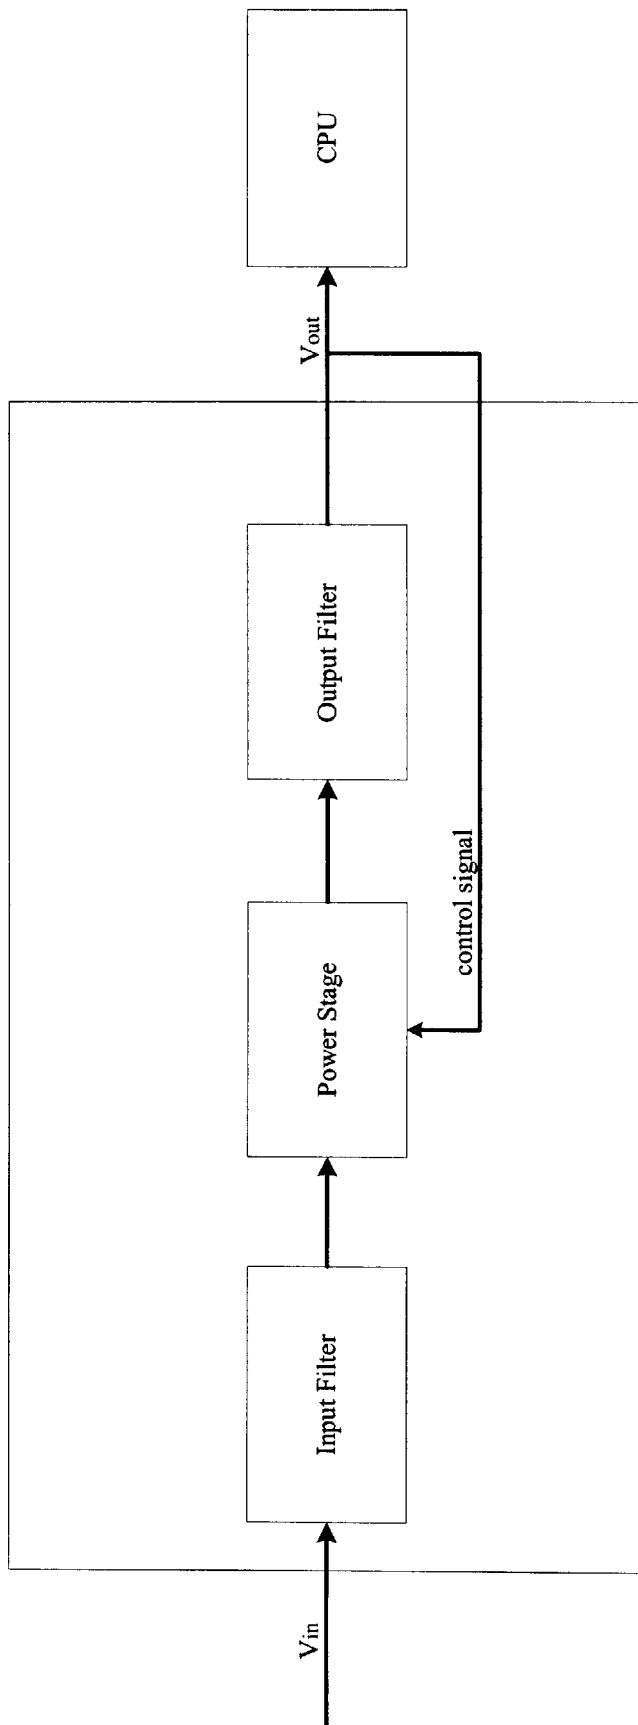 Vin
Input Filter
Power Stage
control signal
Output Filter
Vout
CPU